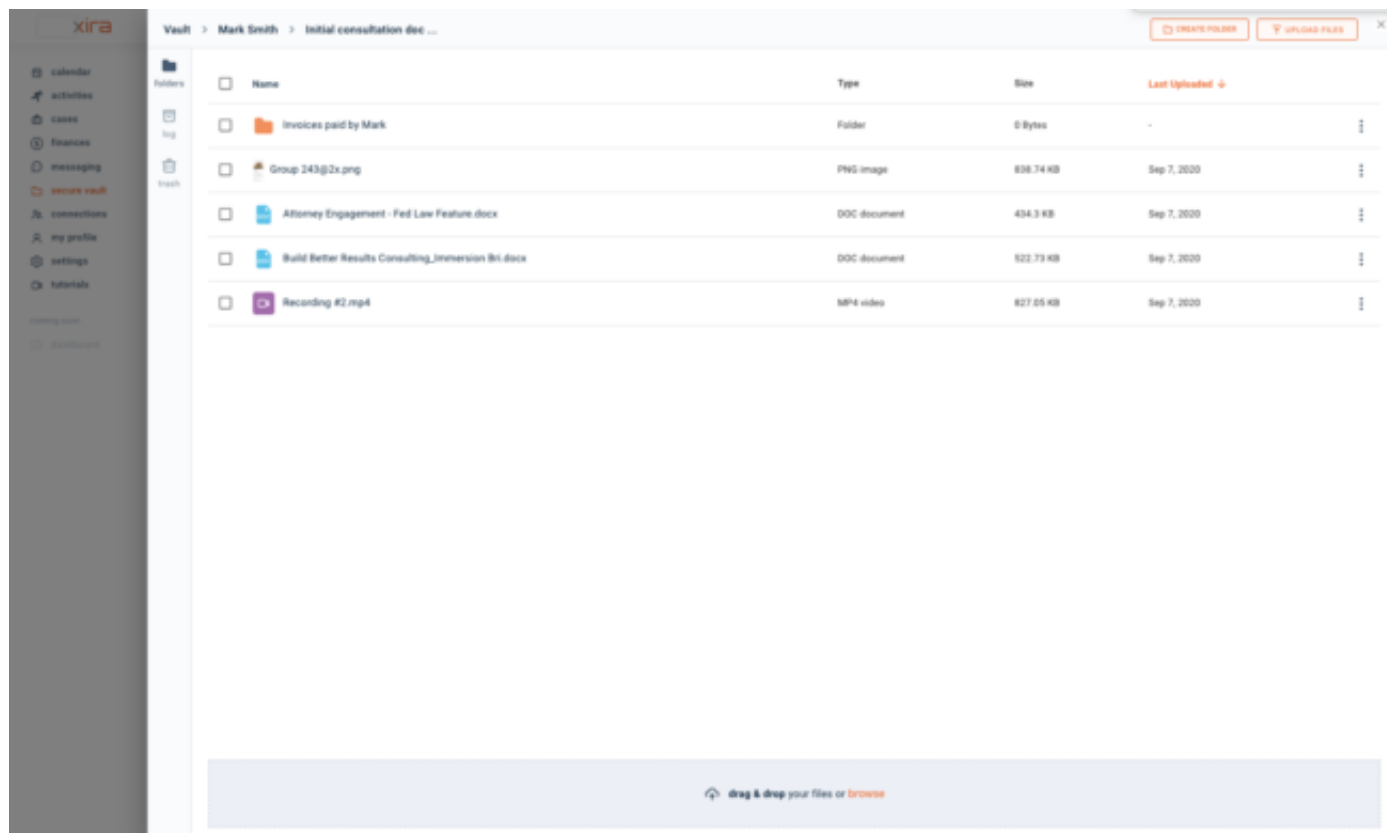 xira
Vault > Mark Smith > Initial consultation doc ...
CREATE FOLDER
UPLOAD FILES
calendar
activities
cases
finances
messaging
secure vault
connections
my profile
settings
tutorials
coming soon
dashboard
folders
log
trash
Name Type Size Last Uploaded
Invoices paid by Mark Folder 0 Bytes -
Group 243@2x.png PNG image 838.74 KB Sep 7, 2020
Attorney Engagement - Fed Law Feature.docx DOC document 434.3 KB Sep 7, 2020
Build Better Results Consulting_Immersion Bri.docx DOC document 522.73 KB Sep 7, 2020
Recording #2.mp4 MP4 video 827.05 KB Sep 7, 2020
drag & drop your files or browse